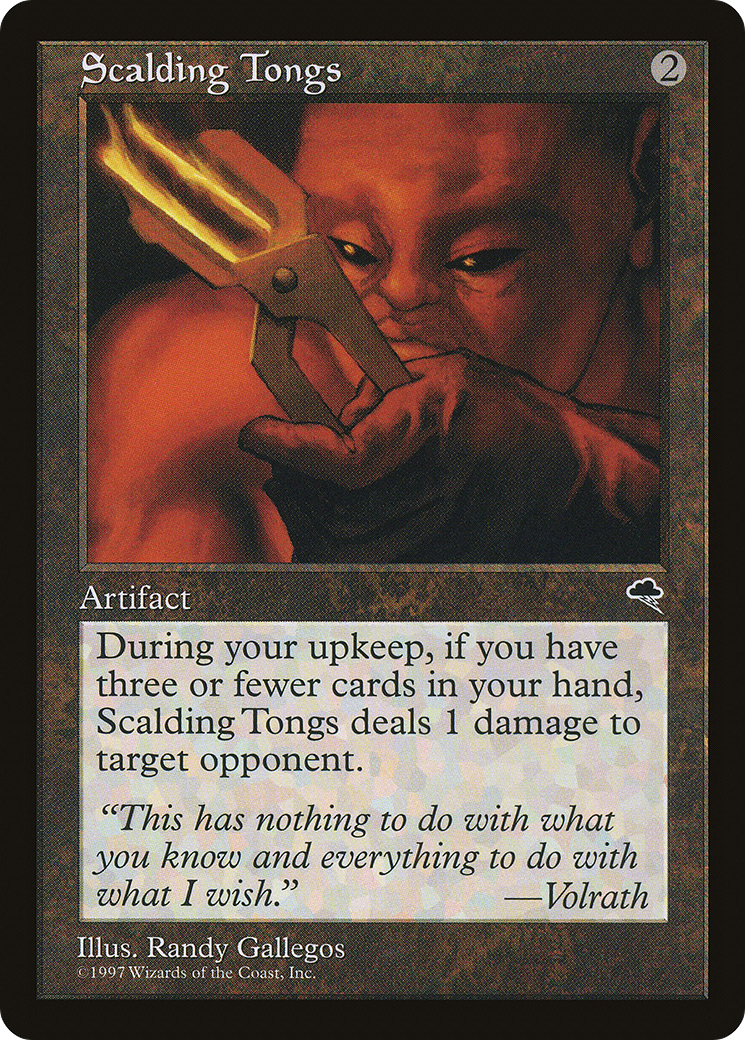 Scalding Tongs
2
Artifact
During your upkeep, if you have
three or fewer cards in your hand,
Scalding Tongs deals 1 damage to
target opponent.
“This has nothing to do with what
you know and everything to do with
what I wish.”
—Volrath
Illus. Randy Gallegos
©1997 Wizards of the Coast, Inc.